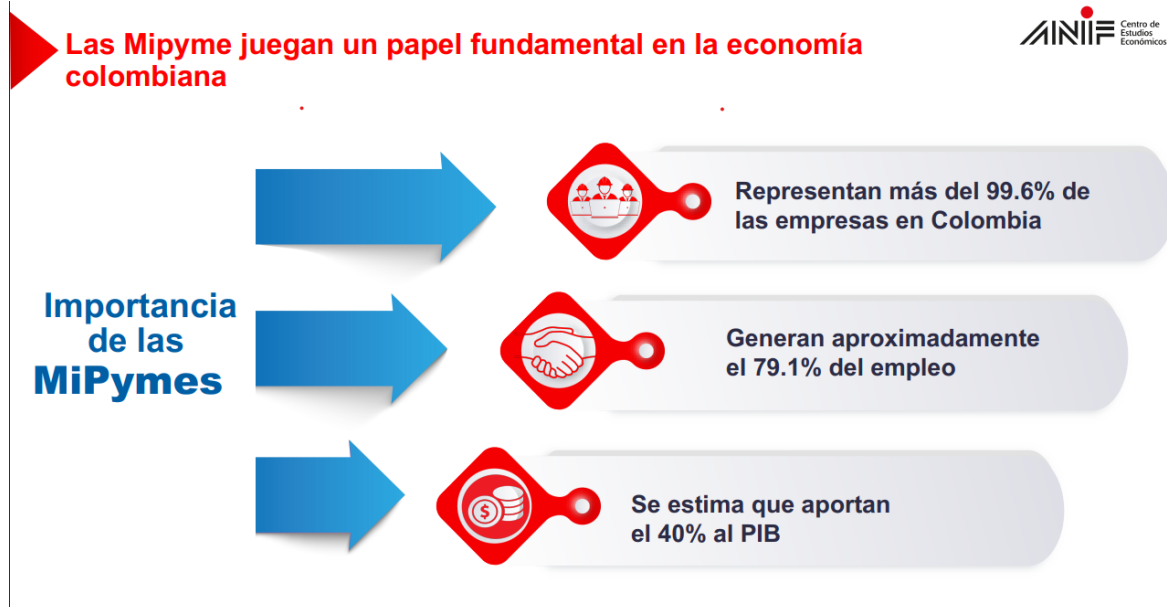 Las Mipyme juegan un papel fundamental en la economía
colombiana
ANIF
Centro de
Estudios
Económicos
Importancia
de las
MiPymes
Representan más del 99.6% de
las empresas en Colombia
Generan aproximadamente
el 79.1% del empleo
$
Se estima que aportan
el 40% al PIB